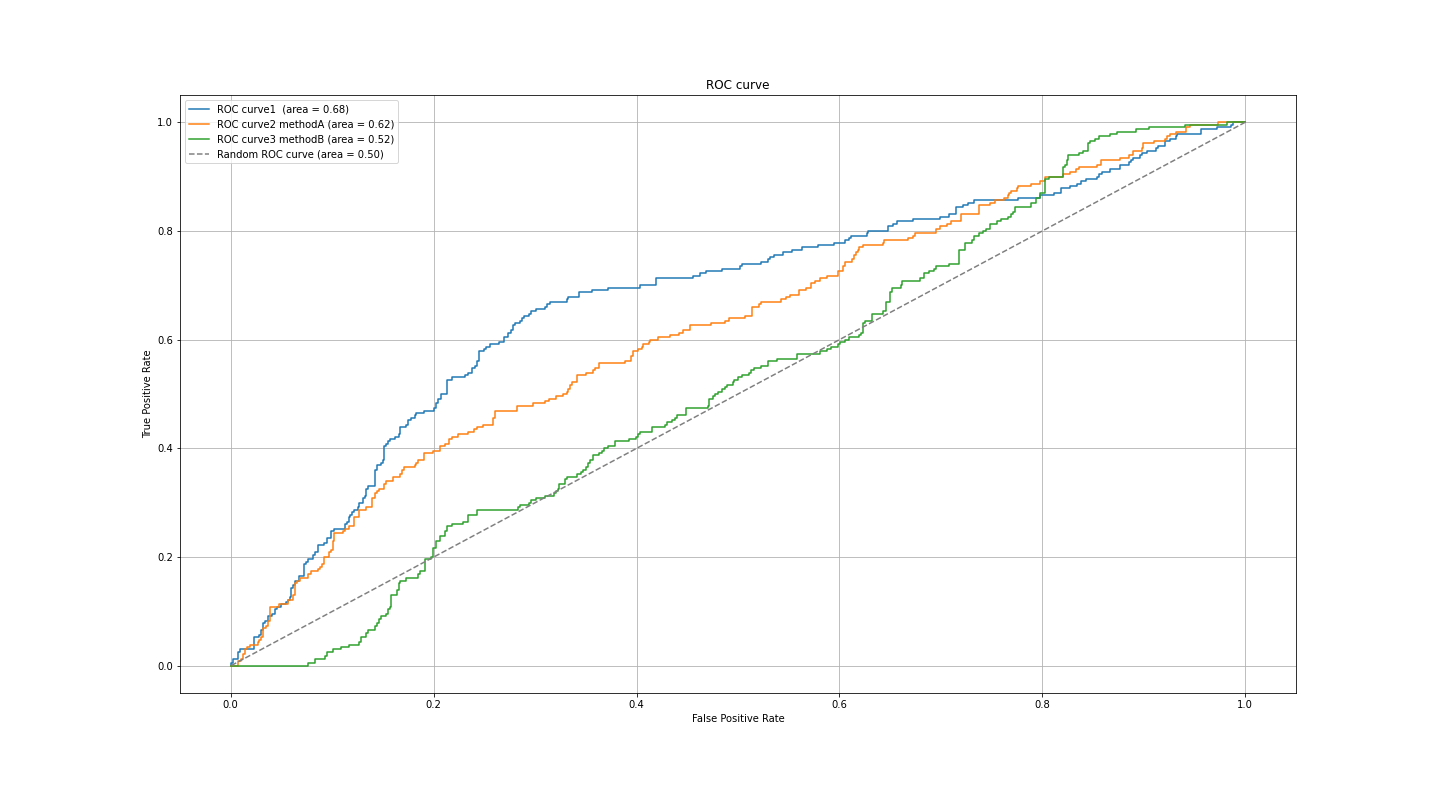 ROC curve
ROC curve1  (area = 0.68)
ROC curve2 methodA (area = 0.62)
ROC curve3 methodB (area = 0.52)
Random ROC curve (area = 0.50)
True Positive Rate
1.0
0.8
0.6
0.4
0.2
0.0
0.0 0.2 0.4 0.6 0.8 1.0
False Positive Rate